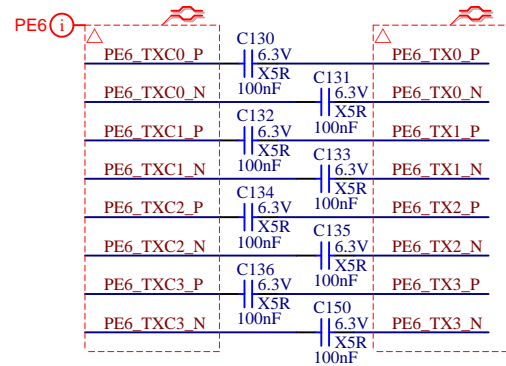 PE6 i
C130
PE6_TXC0_P 6.3V PE6_TX0_P
X5R
100nF C131
PE6_TXC0_N 6.3V PE6_TX0_N
C132 X5R
100nF
PE6_TXC1_P 6.3V PE6_TX1_P
X5R
100nF C133
PE6_TXC1_N 6.3V PE6_TX1_N
C134 X5R
100nF
PE6_TXC2_P 6.3V PE6_TX2_P
X5R
100nF C135
PE6_TXC2_N 6.3V PE6_TX2_N
C136 X5R
100nF
PE6_TXC3_P 6.3V PE6_TX3_P
X5R
100nF C150
PE6_TXC3_N 6.3V PE6_TX3_N
X5R
100nF